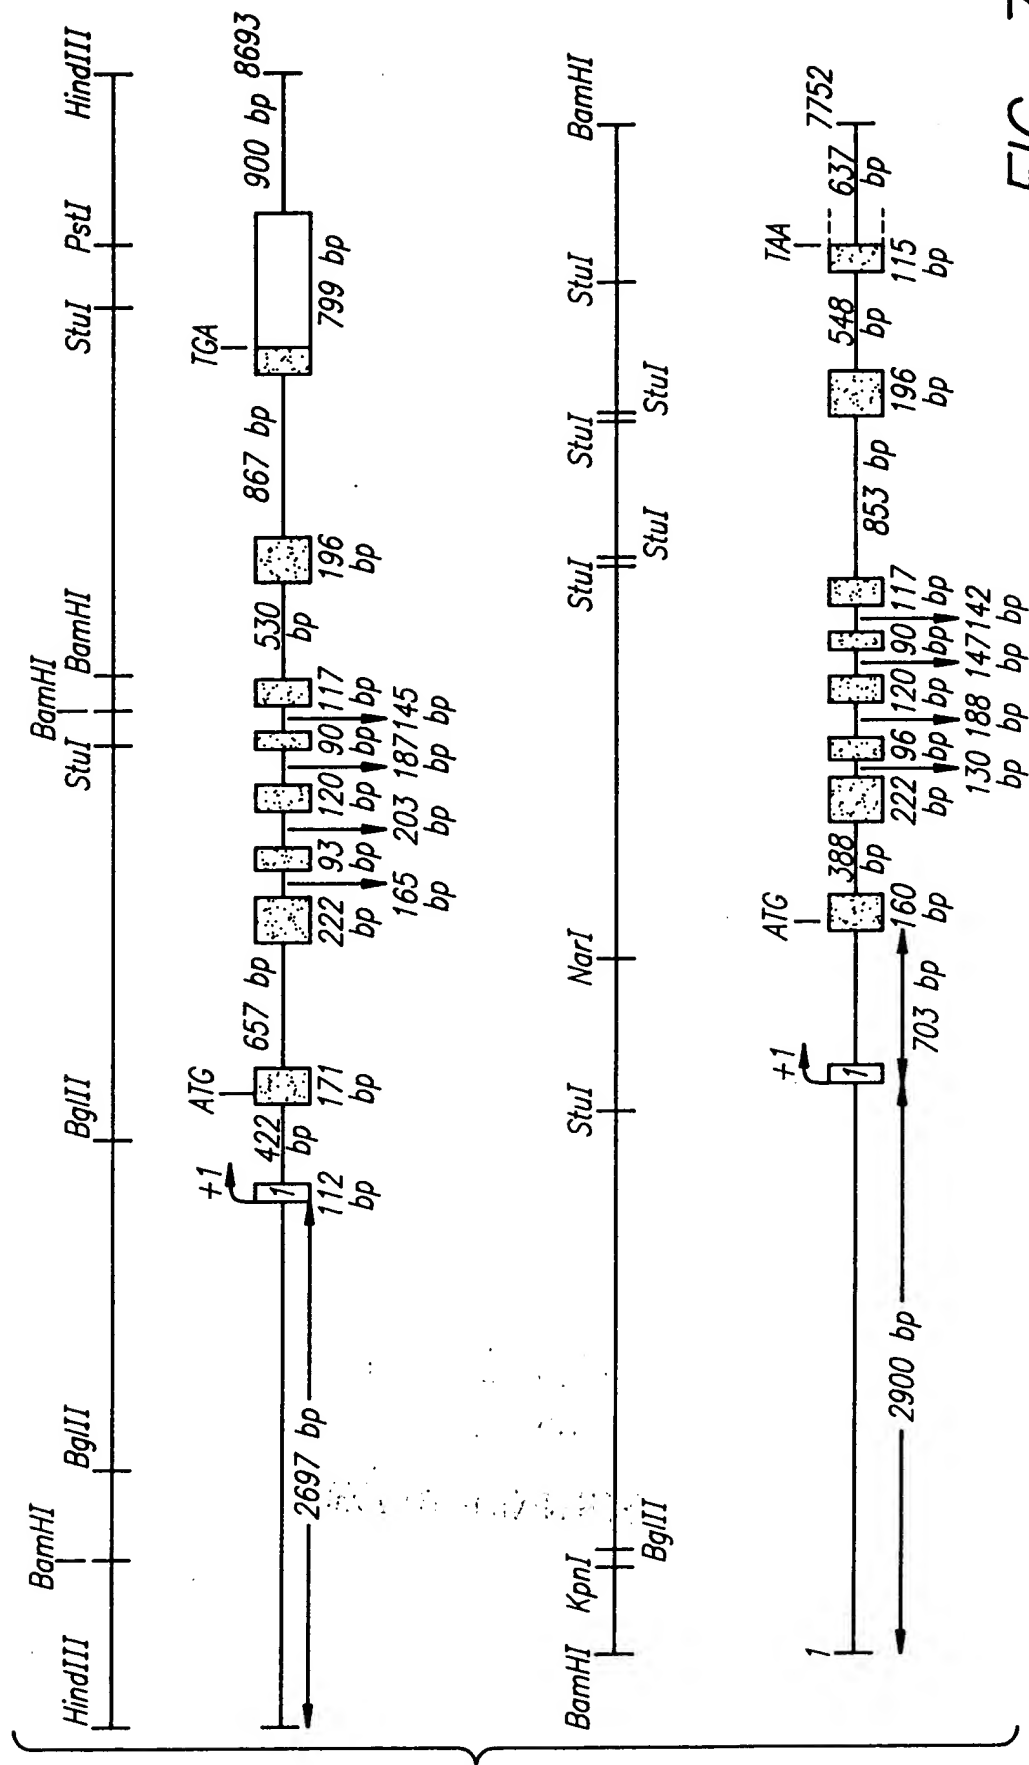 HindIII BamHI BglII BglII StuI BamHI BamHI StuI PstI HindIII
+1 ATG TGA
1 422 bp 657 bp 530 bp 867 bp 900 bp 8693
2697 bp 112 bp 171 bp 222 bp 93 bp 120 bp 90 bp 117 bp 196 bp 799 bp
165 bp 203 bp 187 bp 145 bp
BamHI KpnI BglII StuI NarI StuI StuI StuI StuI StuI BamHI
+1 ATG TAA
1 1 388 bp 853 bp 548 bp 637 bp 7752
2900 bp 703 bp 160 bp 222 bp 96 bp 120 bp 90 bp 117 bp 196 bp 115 bp
130 bp 188 bp 147 bp 142 bp